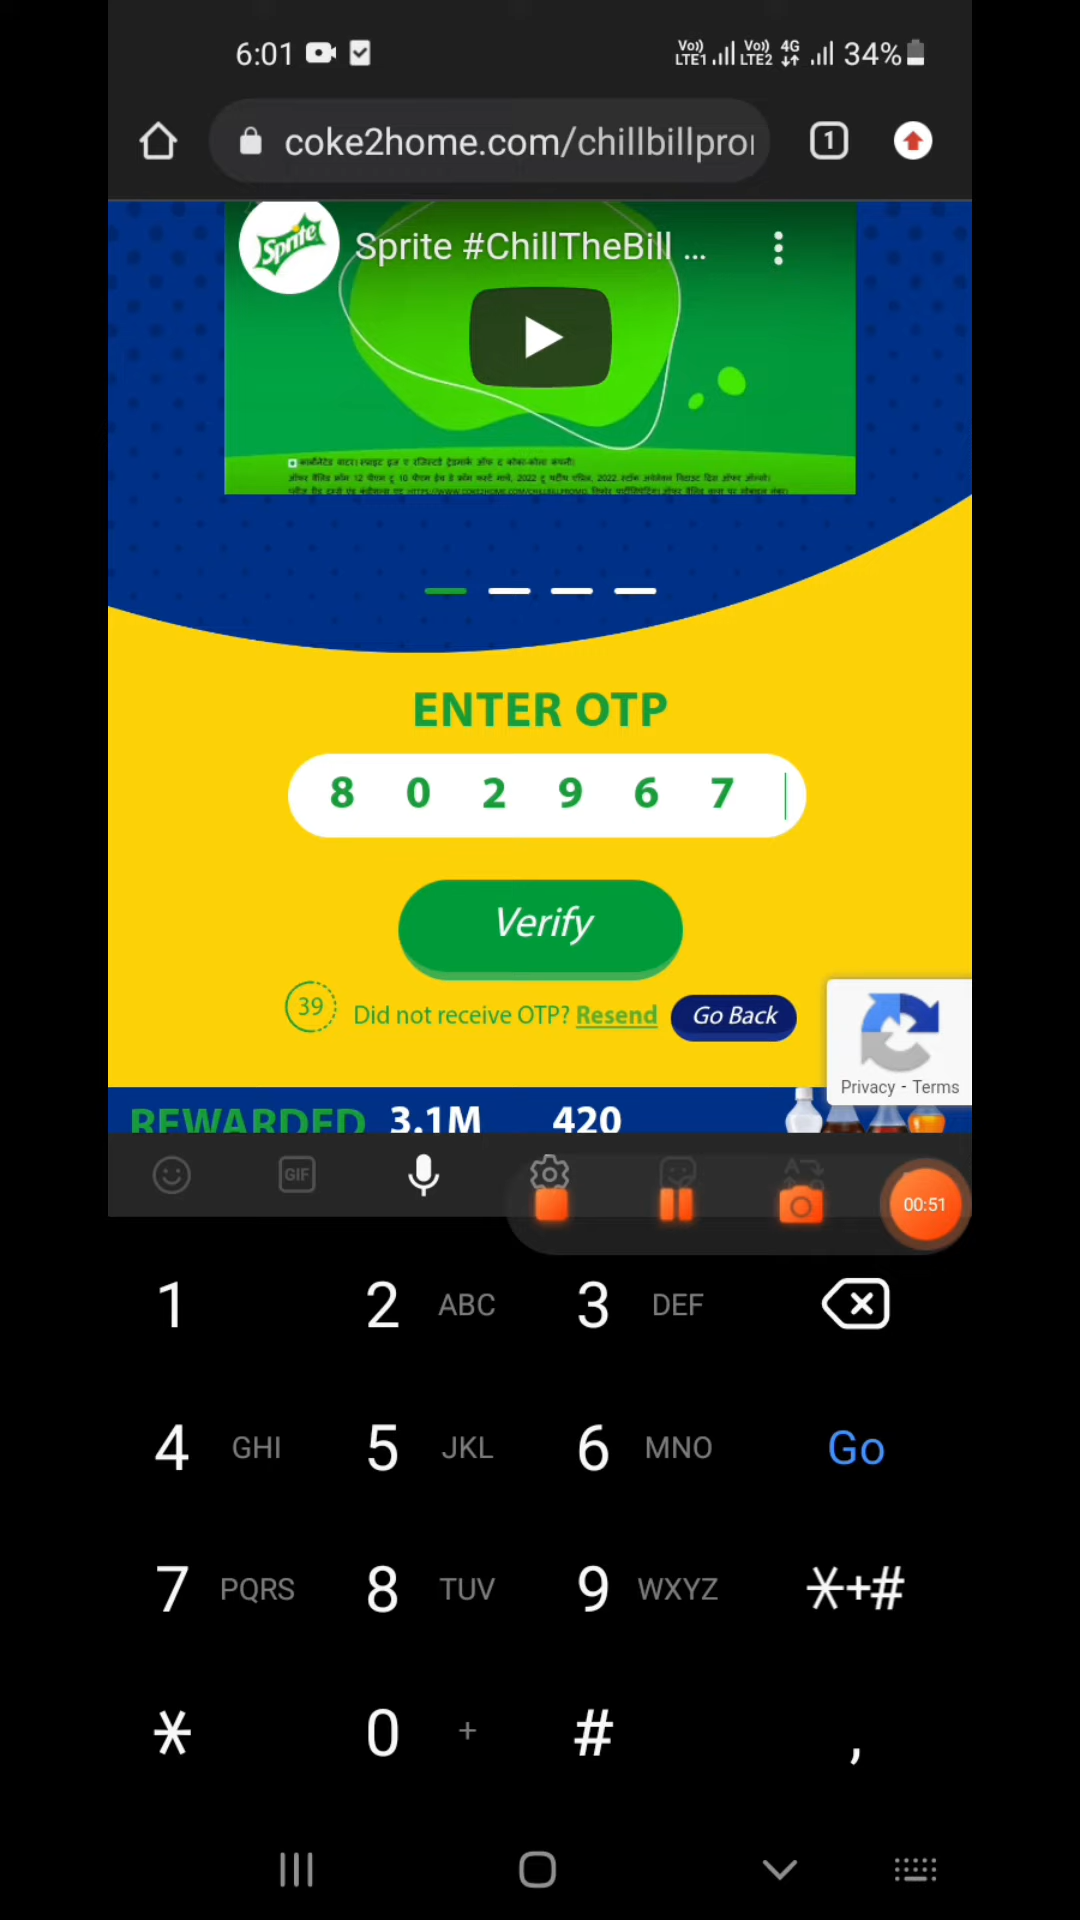 6:01
Vo)) LTE1 Vo)) LTE2 4G 34%
coke2home.com/chillbillpro
1
Sprite
Sprite #ChillTheBill ...
ENTER OTP
8 0 2 9 6 7
Verify
39
Did not receive OTP? Resend
Go Back
Privacy - Terms
REWARDED 3.1M 420
GIF
00:51
1 2 ABC 3 DEF
4 GHI 5 JKL 6 MNO Go
7 PQRS 8 TUV 9 WXYZ *+#
* 0 + # ,